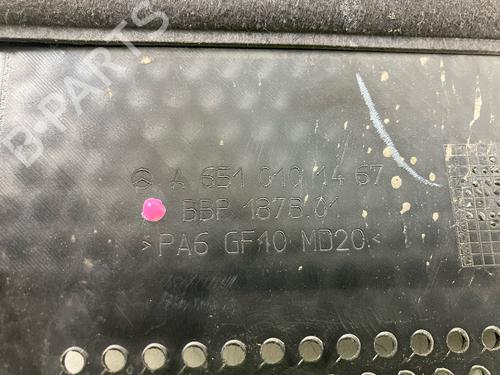 B-PARTS
A 651 010 14 67
BBP 1878.01
>PA6 GF10 MD20<